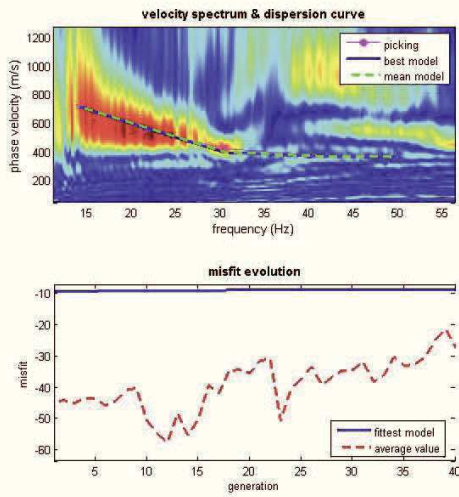 velocity spectrum & dispersion curve
1200
1000
800
600
400
200
phase velocity (m/s)
picking
best model
mean model
15 20 25 30 35 40 45 50 55
frequency (Hz)
misfit evolution
-10
-20
-30
-40
-50
-60
misfit
fittest model
average value
5 10 15 20 25 30 35 40
generation